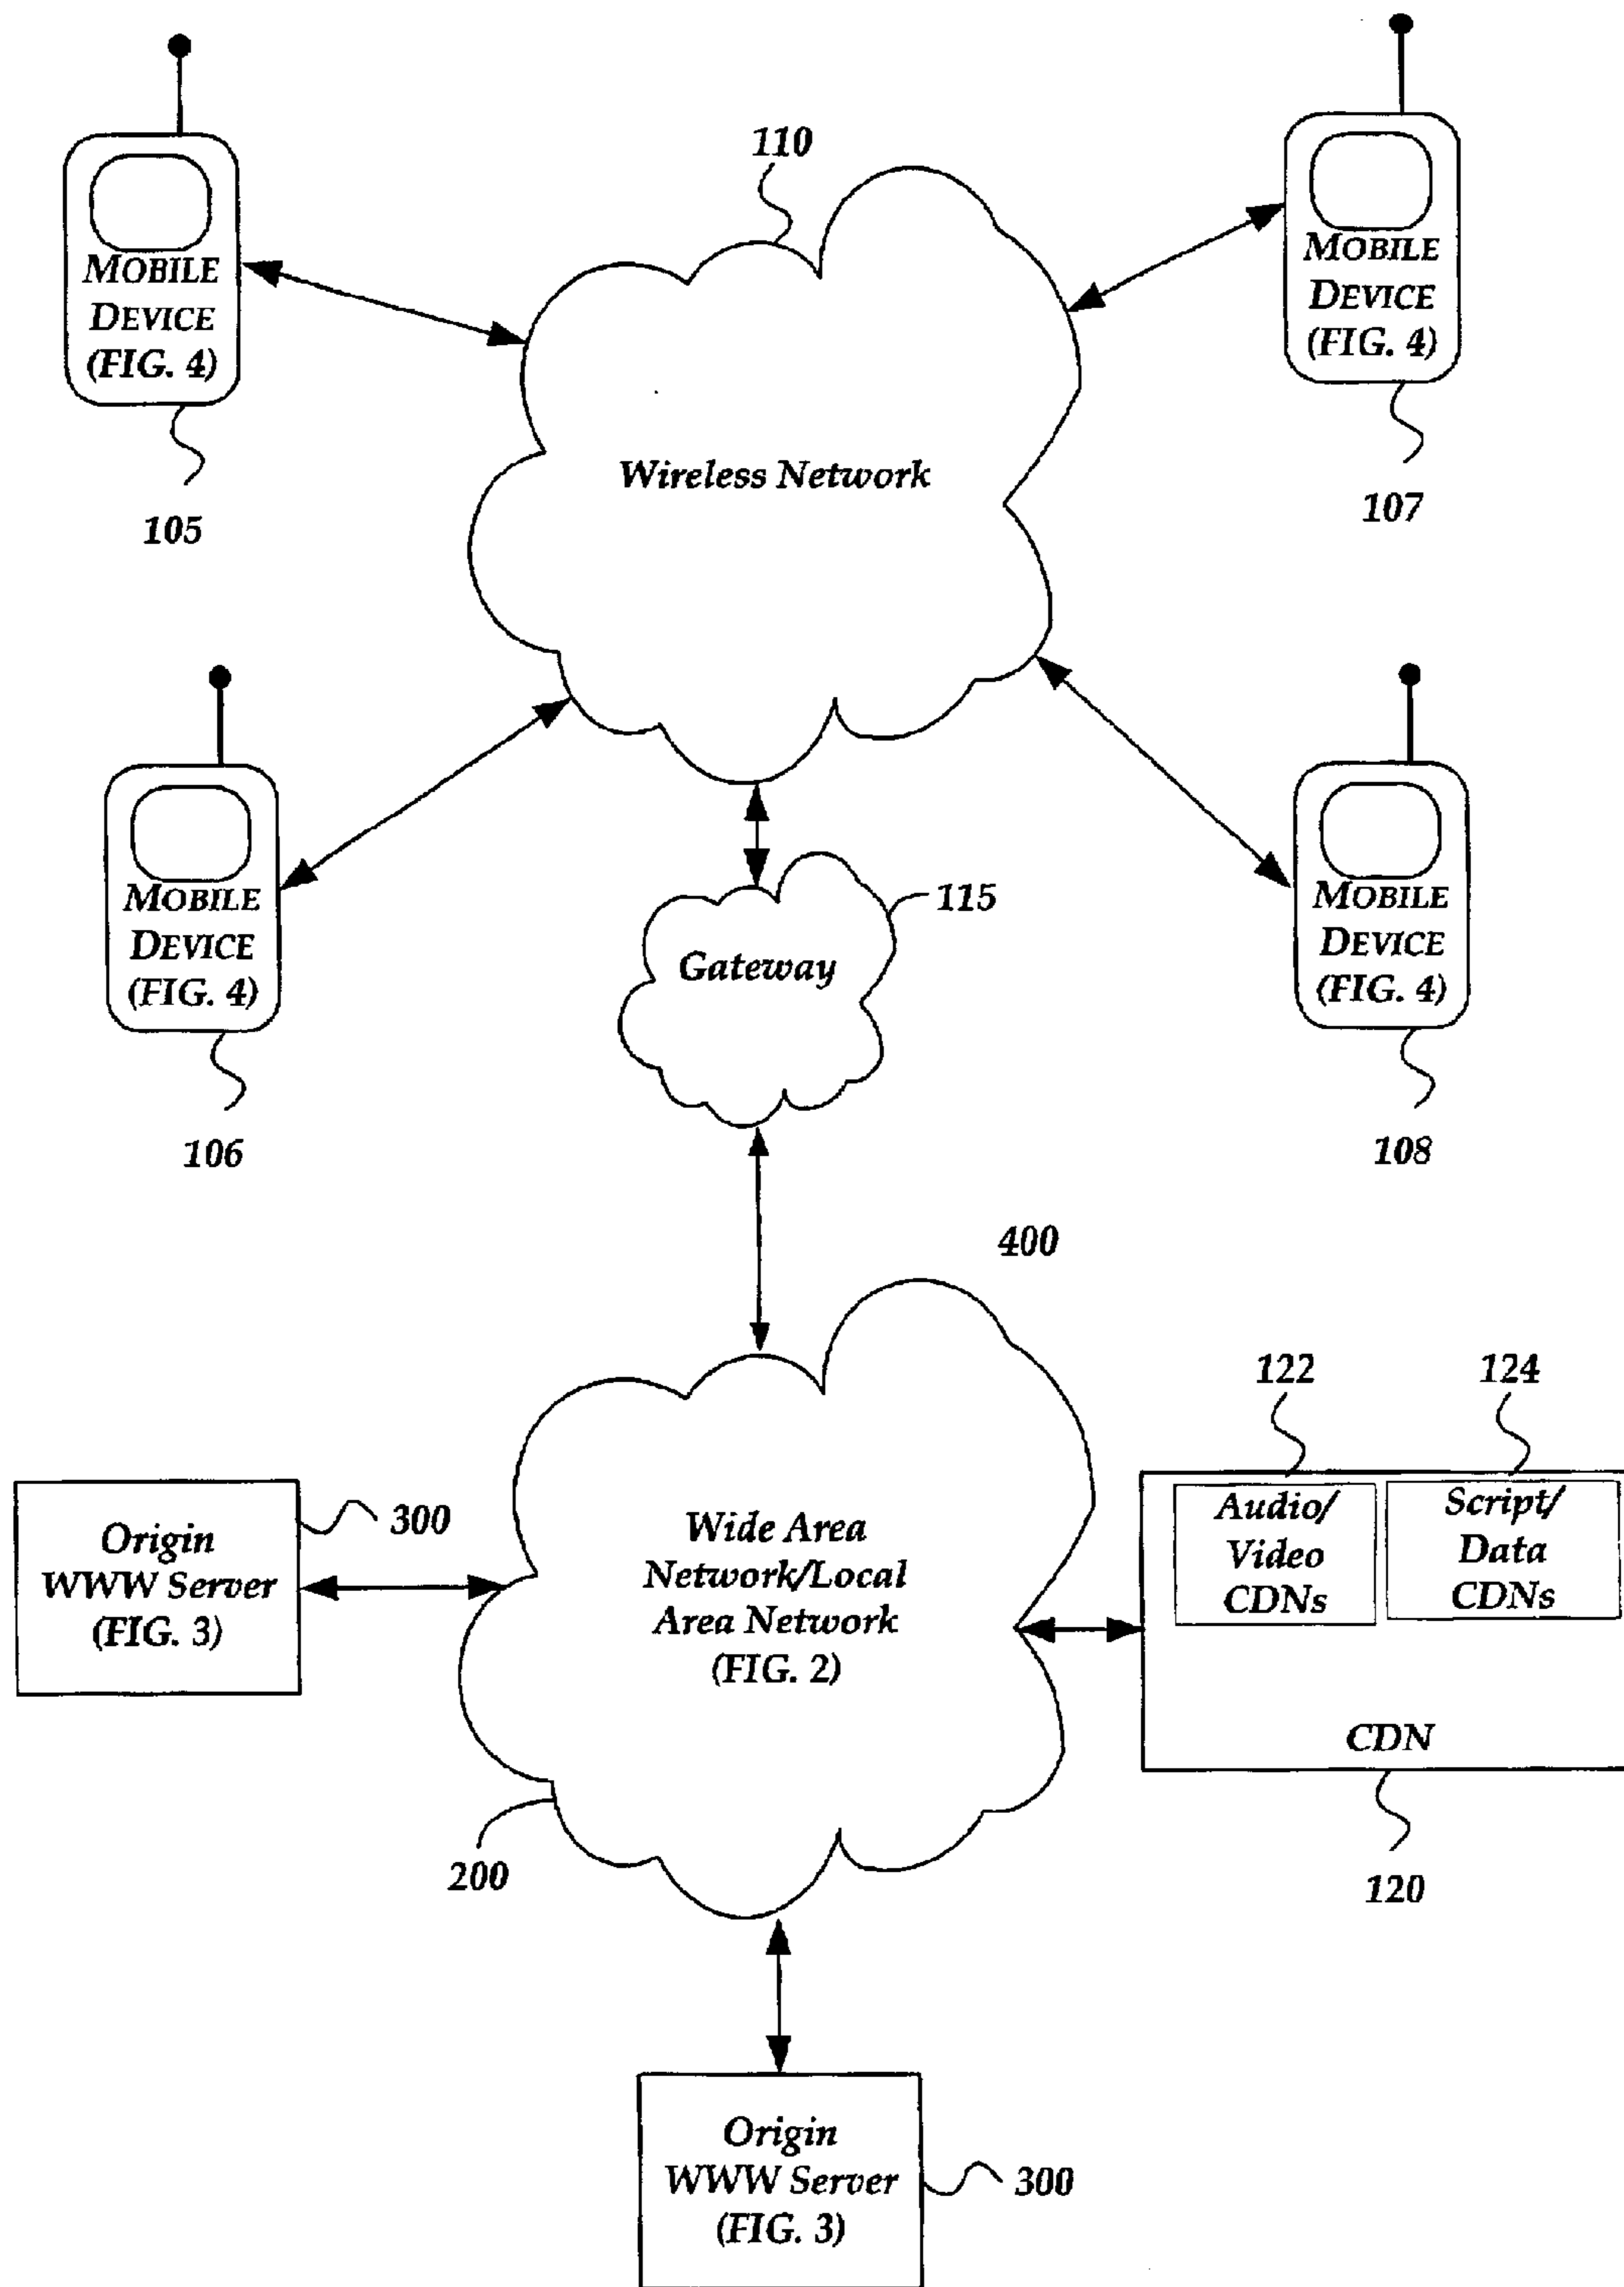 110
MOBILE
DEVICE
(FIG. 4)
105
MOBILE
DEVICE
(FIG. 4)
107
Wireless Network
MOBILE
DEVICE
(FIG. 4)
106
MOBILE
DEVICE
(FIG. 4)
108
115
Gateway
400
122
124
Origin
WWW Server
(FIG. 3)
300
Wide Area
Network/Local
Area Network
(FIG. 2)
Audio/
Video
CDNs
Script/
Data
CDNs
CDN
200
120
Origin
WWW Server
(FIG. 3)
300